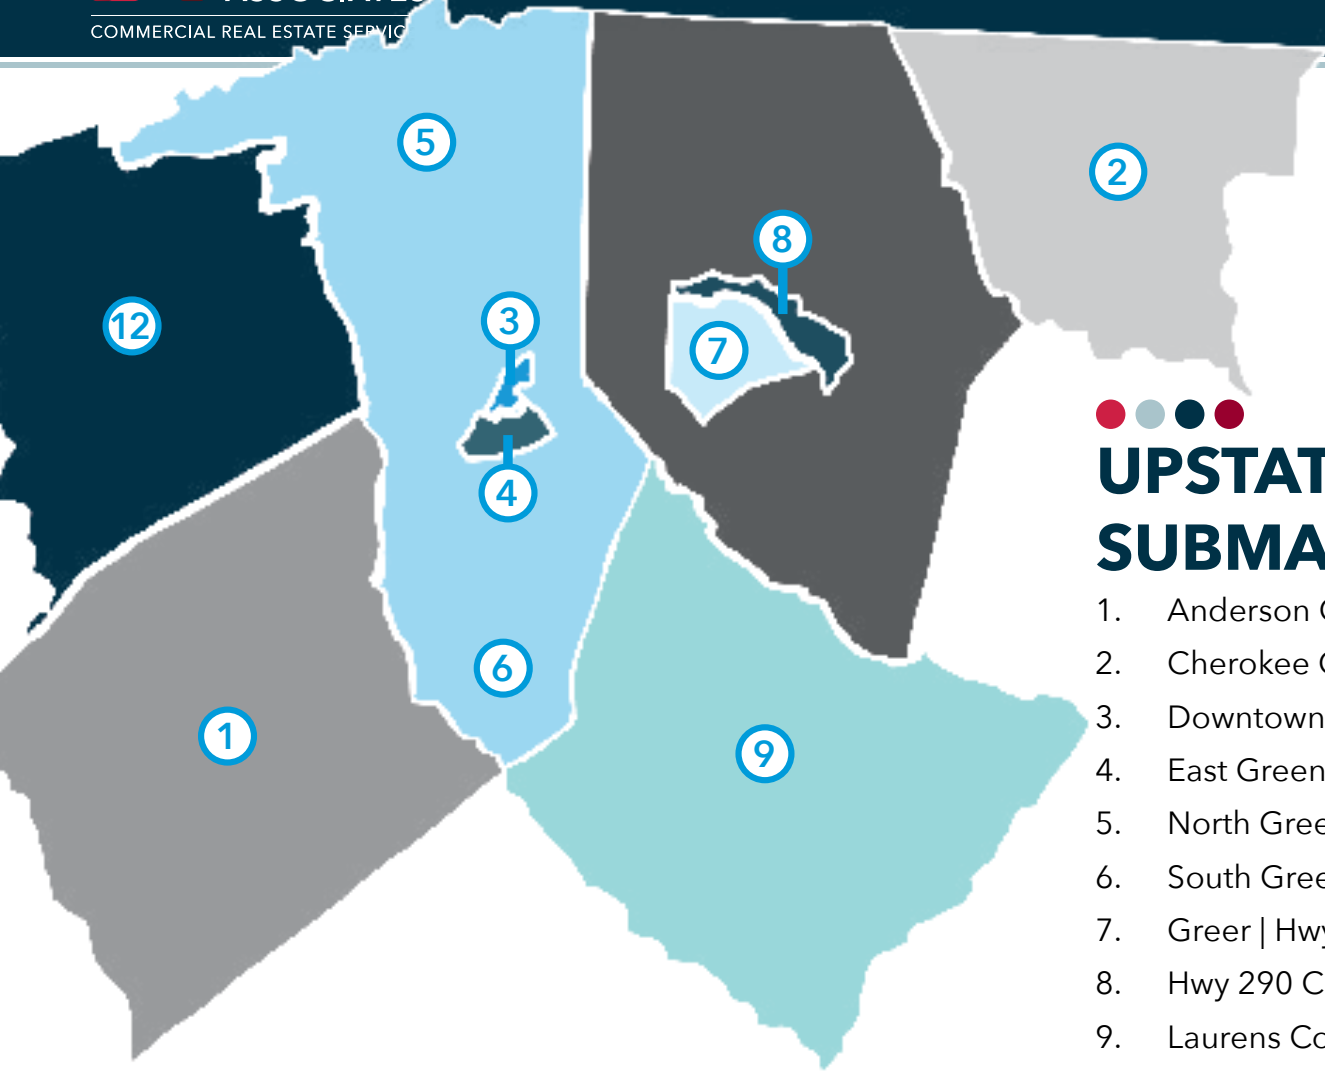 COMMERCIAL REAL ESTATE
5
2
8
12
3
7
4
6
1
9
UPSTAT
SUBMA
1. Anderson
2. Cherokee
3. Downtown
4. East Green
5. North Gree
6. South Gree
7. Greer | Hwy
8. Hwy 290 C
9. Laurens Co